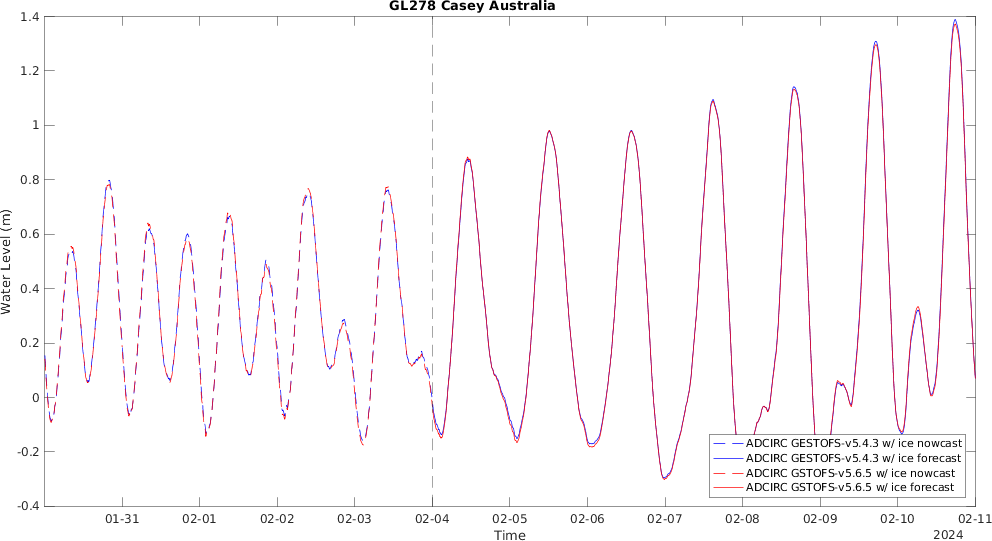 GL278 Casey Australia
1.4
1.2
1
0.8
0.6
0.4
0.2
0
-0.2
-0.4
Water Level (m)
ADCIRC GESTOFS-v5.4.3 w/ ice nowcast
ADCIRC GESTOFS-v5.4.3 w/ ice forecast
ADCIRC GSTOFS-v5.6.5 w/ ice nowcast
ADCIRC GSTOFS-v5.6.5 w/ ice forecast
01-31 02-01 02-02 02-03 02-04 02-05 02-06 02-07 02-08 02-09 02-10 02-11
Time
2024